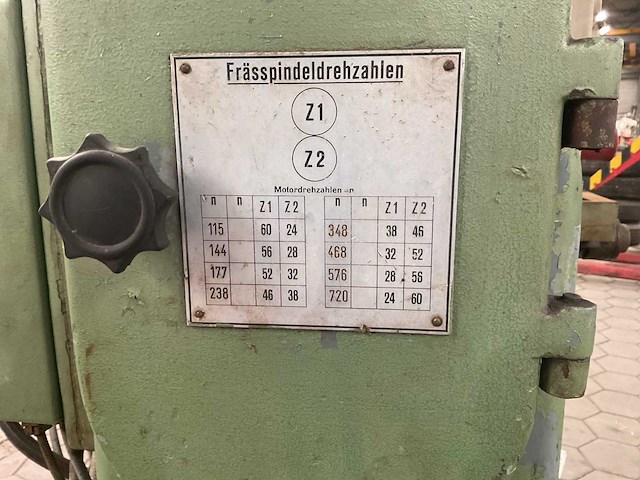 Frässpindeldrehzahlen
Z1
Z2
Motordrehzahlen = n
n n Z1 Z2 n n Z1 Z2
115 60 24 348 38 46
144 56 28 468 32 52
177 52 32 576 28 56
238 46 38 720 24 60